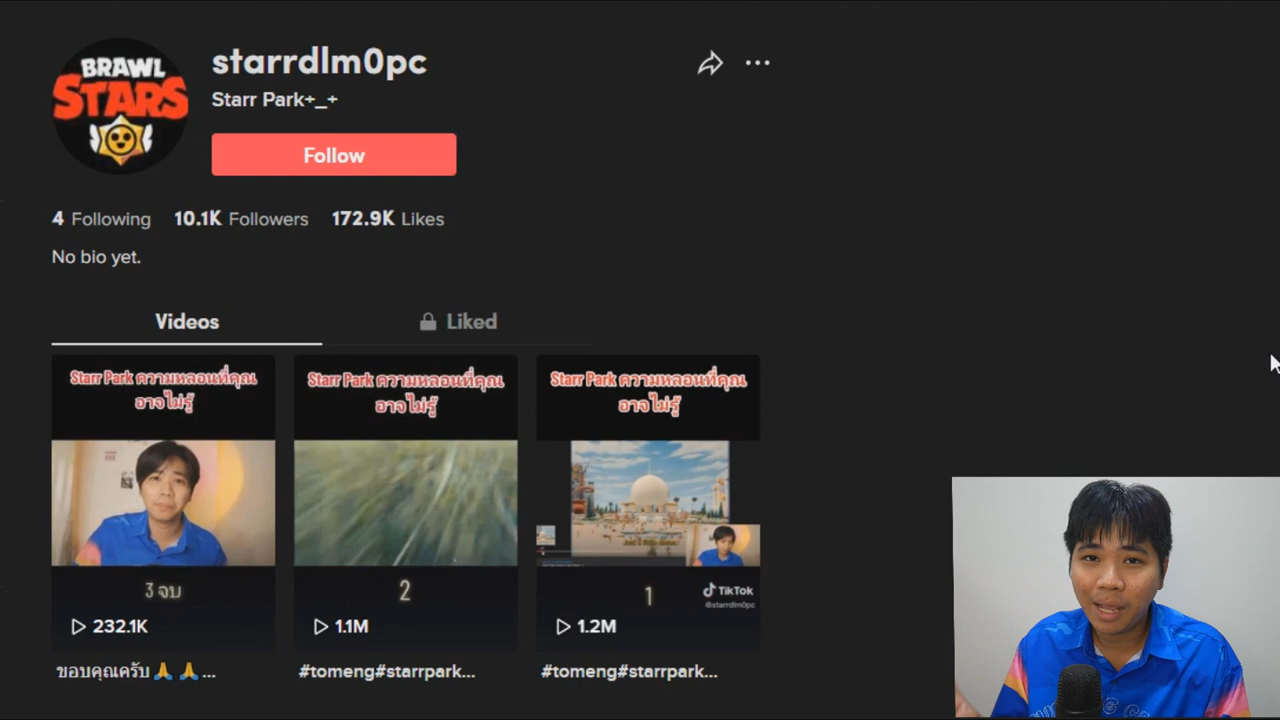 BRAWL
STARS
starrdlm0pc
Starr Park+_+
Follow
4 Following 10.1K Followers 172.9K Likes
No bio yet.
Videos
Liked
Starr Park ความหลอนที่คุณ
อาจไม่รู้
3 จบ
232.1K
ขอบคุณครับ🙏 🙏 ...
Starr Park ความหลอนที่คุณ
อาจไม่รู้
2
1.1M
#tomeng#starrpark...
Starr Park ความหลอนที่คุณ
อาจไม่รู้
1
TikTok
@starrdlm0pc
1.2M
#tomeng#starrpark...